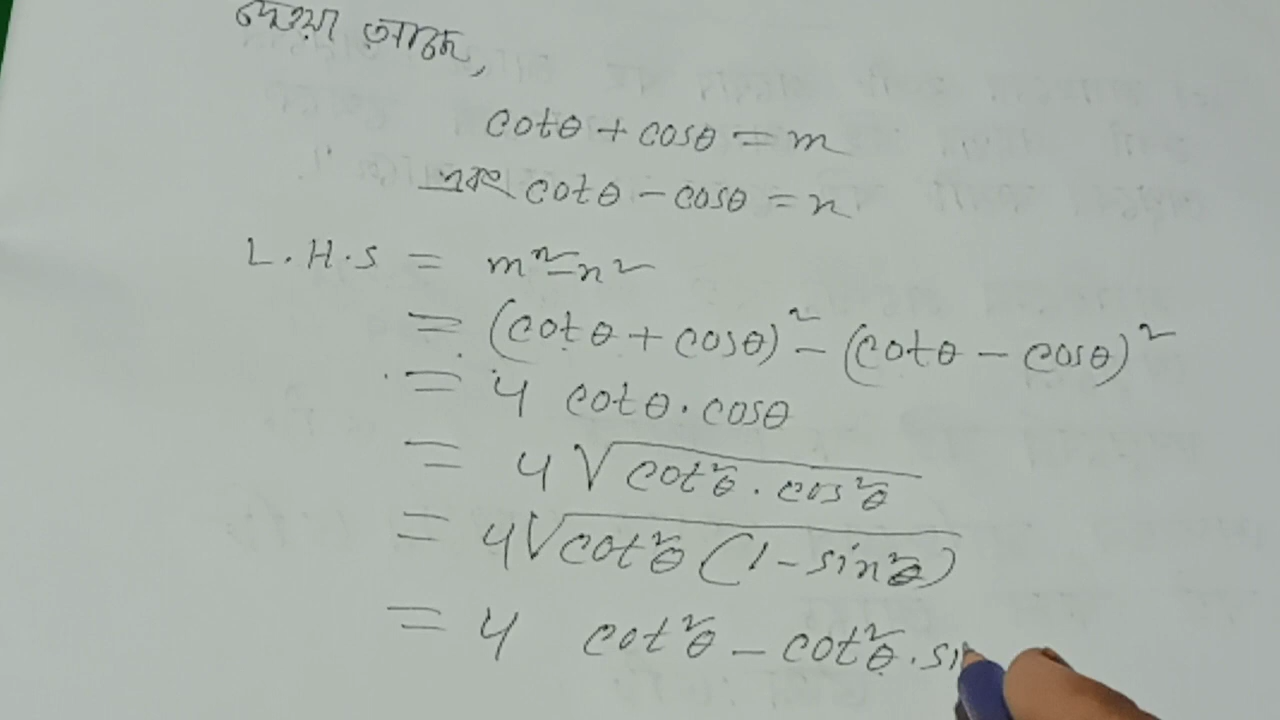 দেওয়া আছে,
cotθ + cosθ = m
এবং cotθ - cosθ = n
L.H.S = m² - n²
= (cotθ + cosθ)² - (cotθ - cosθ)²
= 4 cotθ . cosθ
= 4 √cot²θ . cos²θ
= 4√cot²θ (1 - sin²θ)
= 4 cot²θ - cot²θ . si